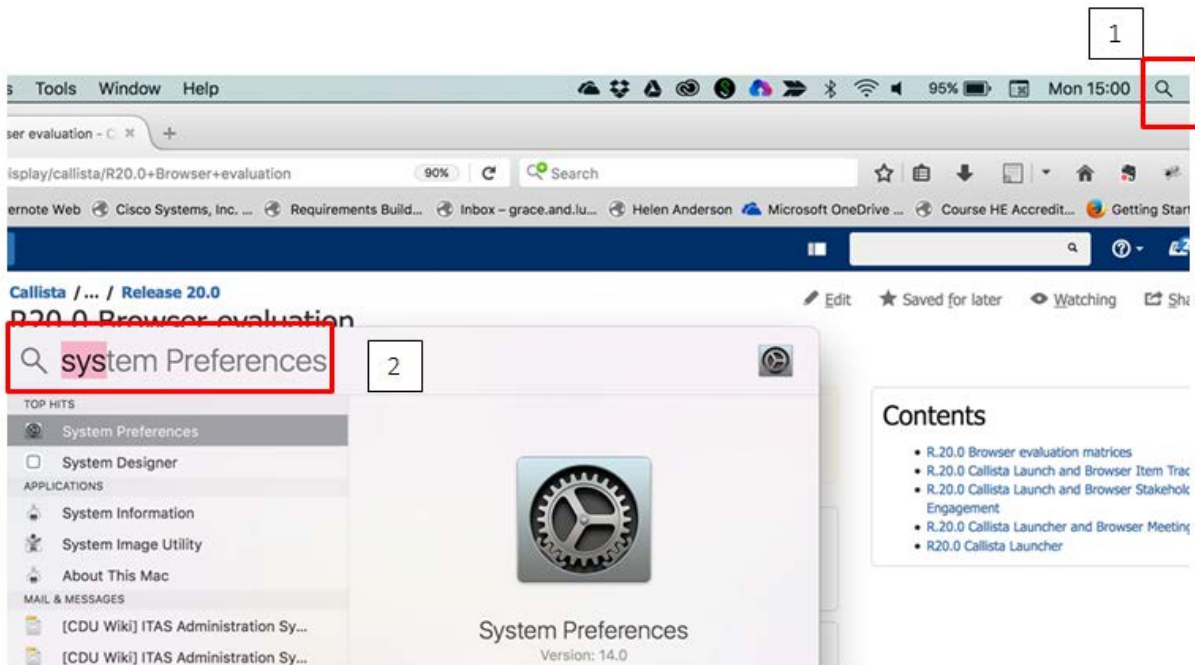 1
Tools Window Help 95% Mon 15:00
ser evaluation - C
isplay/callista/R20.0+Browser+evaluation 90% Search
ernote Web Cisco Systems, Inc. ... Requirements Build... Inbox – grace.and.lu... Helen Anderson Microsoft OneDrive ... Course HE Accredit... Getting Start
Callista / ... / Release 20.0 Edit Saved for later Watching Sha
R20.0 Browser evaluation
system Preferences
2
TOP HITS
System Preferences
System Designer
APPLICATIONS
System Information
System Image Utility
About This Mac
MAIL & MESSAGES
[CDU Wiki] ITAS Administration Sy...
[CDU Wiki] ITAS Administration Sy...
System Preferences
Version: 14.0
Contents
R.20.0 Browser evaluation matrices
R.20.0 Callista Launch and Browser Item Trac
R.20.0 Callista Launch and Browser Stakeholc
Engagement
R.20.0 Callista Launcher and Browser Meeting
R20.0 Callista Launcher